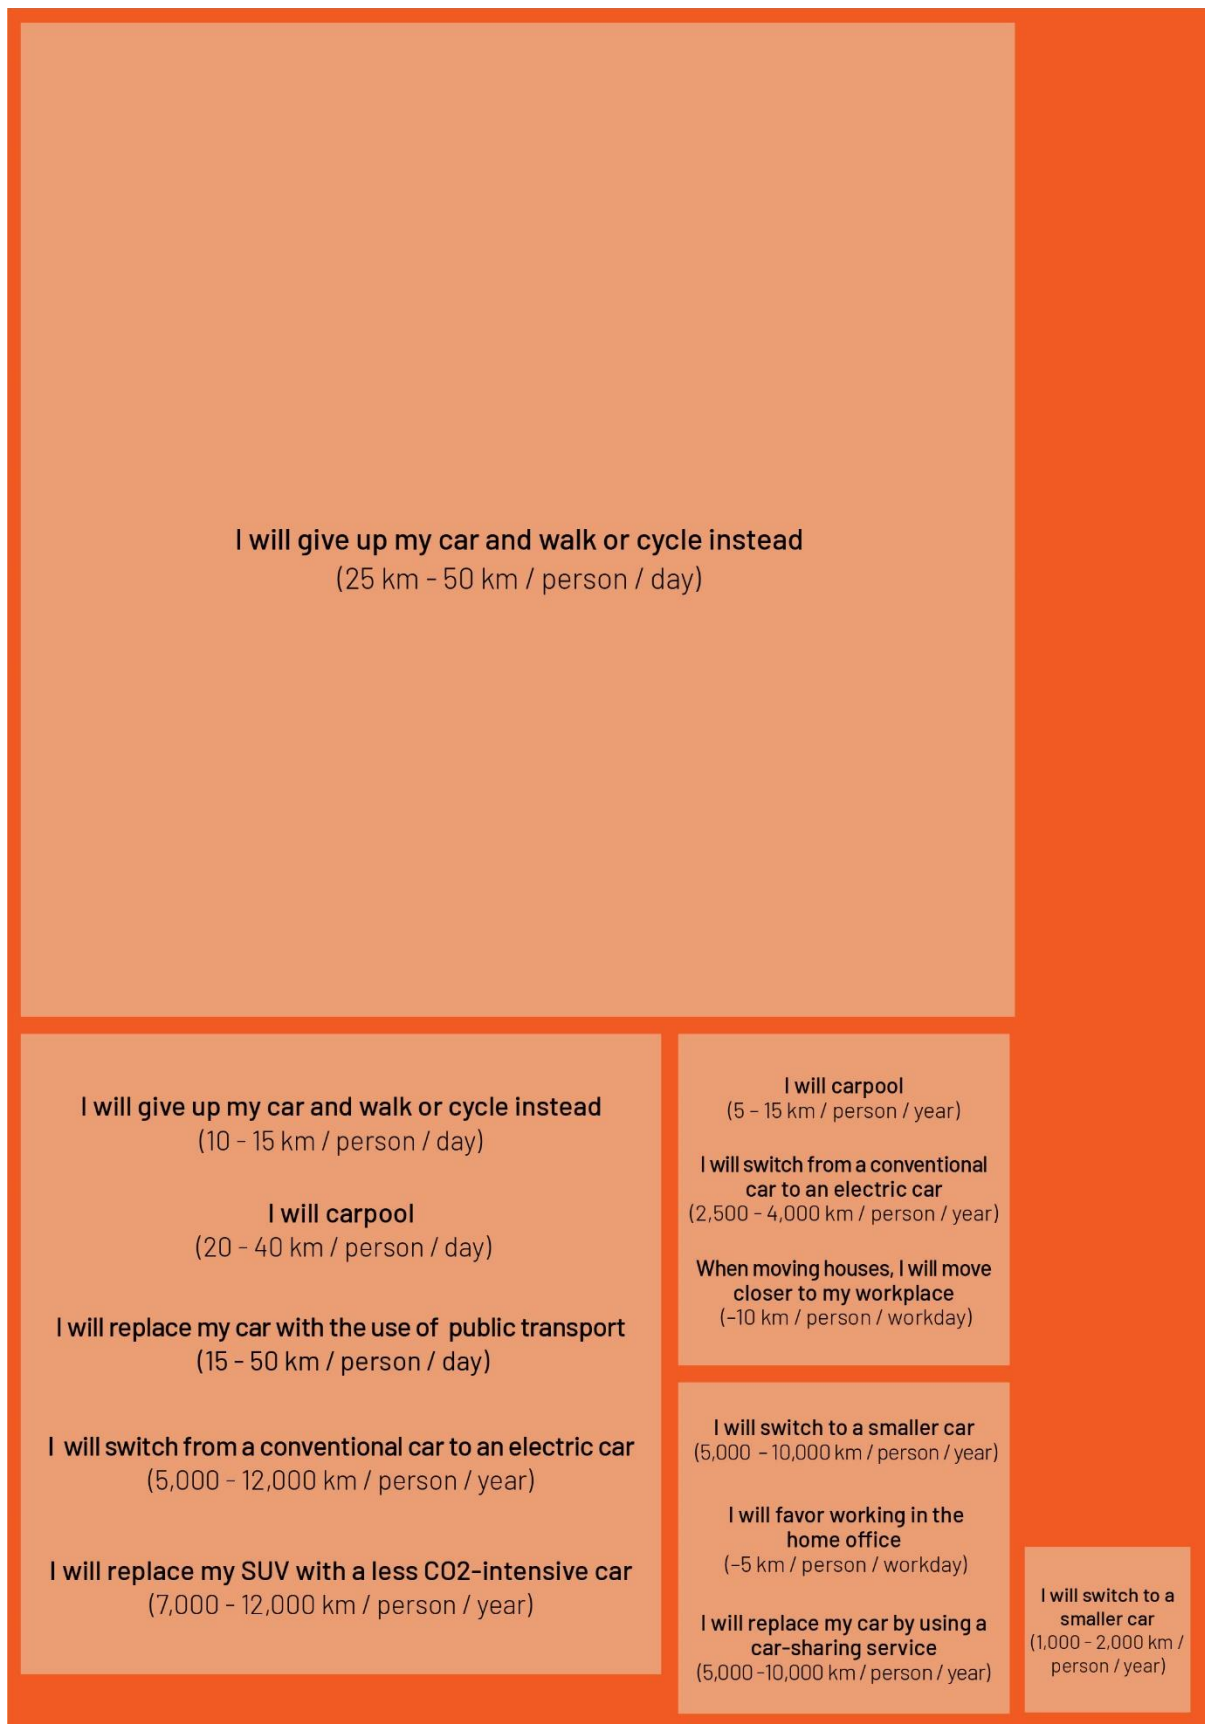 I will give up my car and walk or cycle instead
(25 km - 50 km / person / day)
I will give up my car and walk or cycle instead
(10 - 15 km / person / day)
I will carpool
(20 - 40 km / person / day)
I will replace my car with the use of public transport
(15 - 50 km / person / day)
I will switch from a conventional car to an electric car
(5,000 - 12,000 km / person / year)
I will replace my SUV with a less CO2-intensive car
(7,000 - 12,000 km / person / year)
I will carpool
(5 – 15 km / person / year)
I will switch from a conventional
car to an electric car
(2,500 – 4,000 km / person / year)
When moving houses, I will move
closer to my workplace
(–10 km / person / workday)
I will switch to a smaller car
(5,000 – 10,000 km / person / year)
I will favor working in the
home office
(–5 km / person / workday)
I will replace my car by using a
car-sharing service
(5,000 -10,000 km / person / year)
I will switch to a
smaller car
(1,000 - 2,000 km /
person / year)